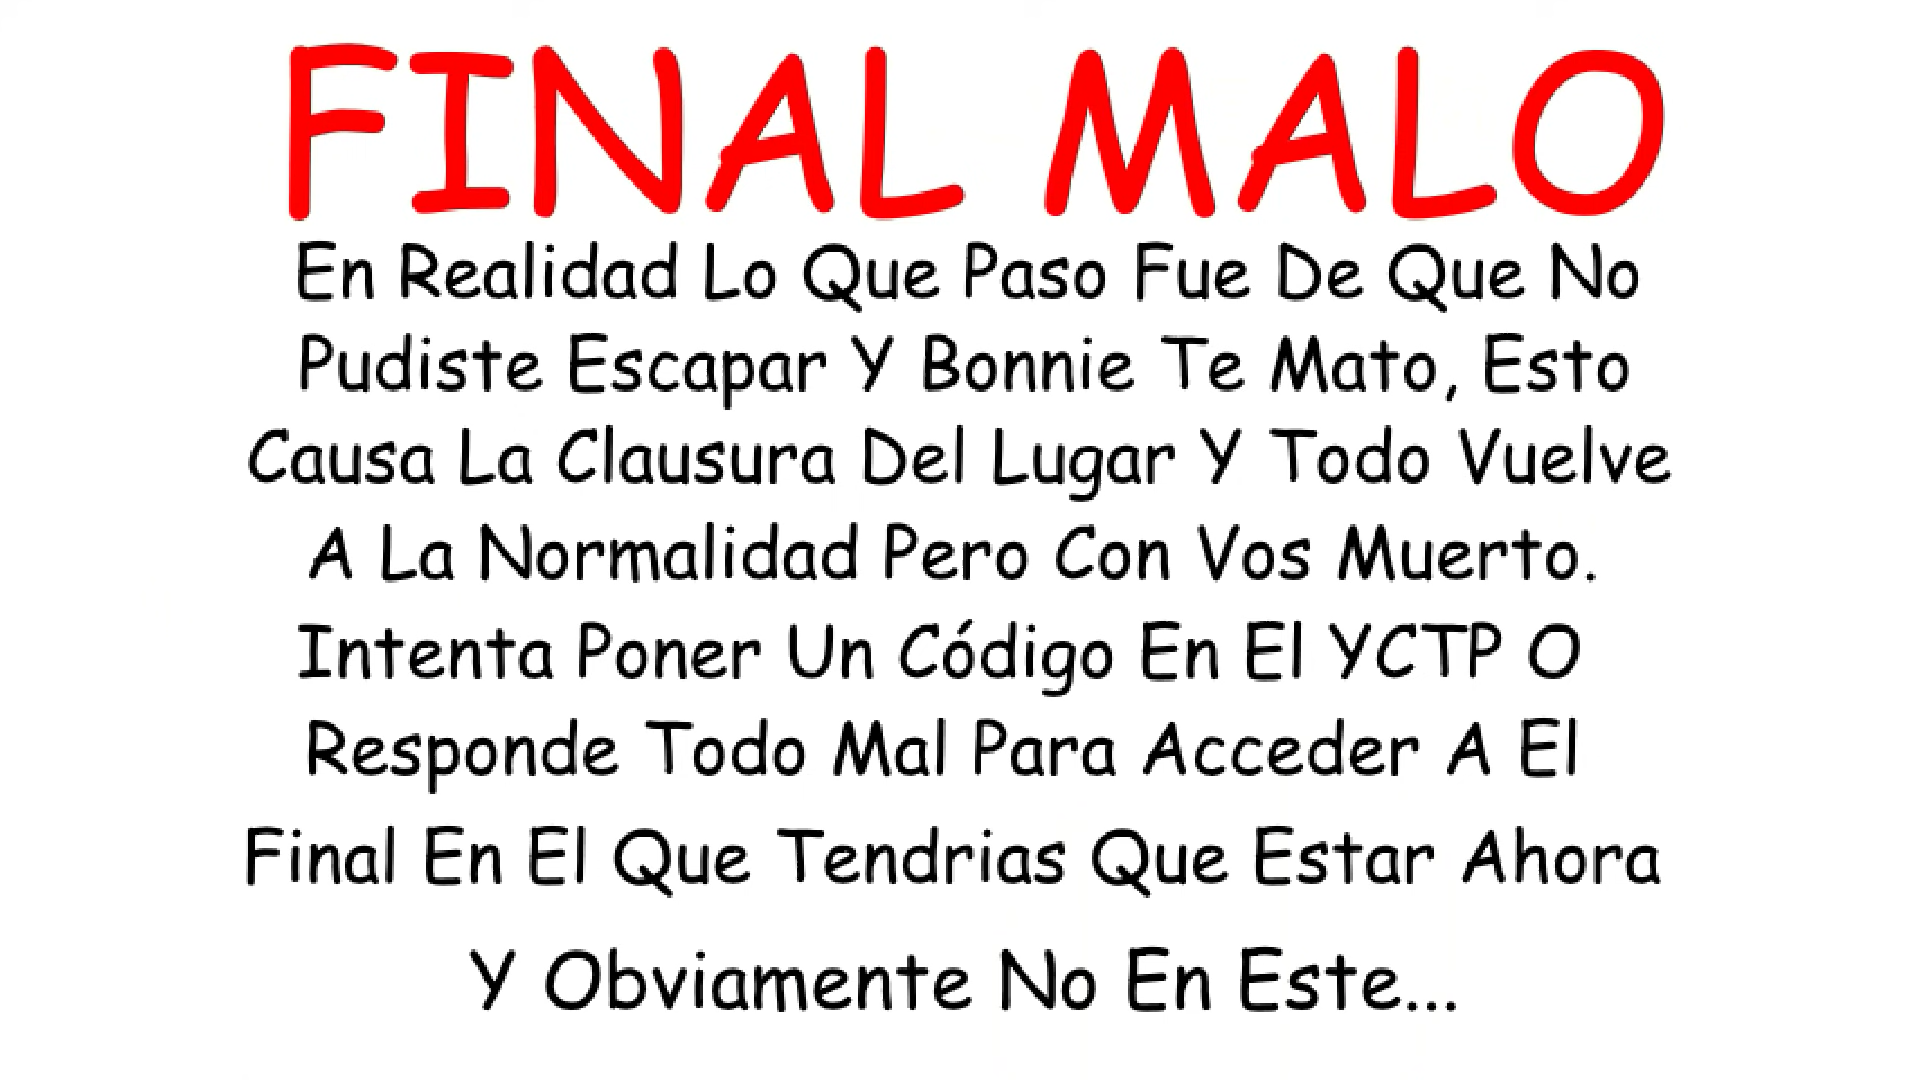 FINAL MALO
En Realidad Lo Que Paso Fue De Que No
Pudiste Escapar Y Bonnie Te Mato, Esto
Causa La Clausura Del Lugar Y Todo Vuelve
A La Normalidad Pero Con Vos Muerto.
Intenta Poner Un Código En El YCTP O
Responde Todo Mal Para Acceder A El
Final En El Que Tendrias Que Estar Ahora
Y Obviamente No En Este...